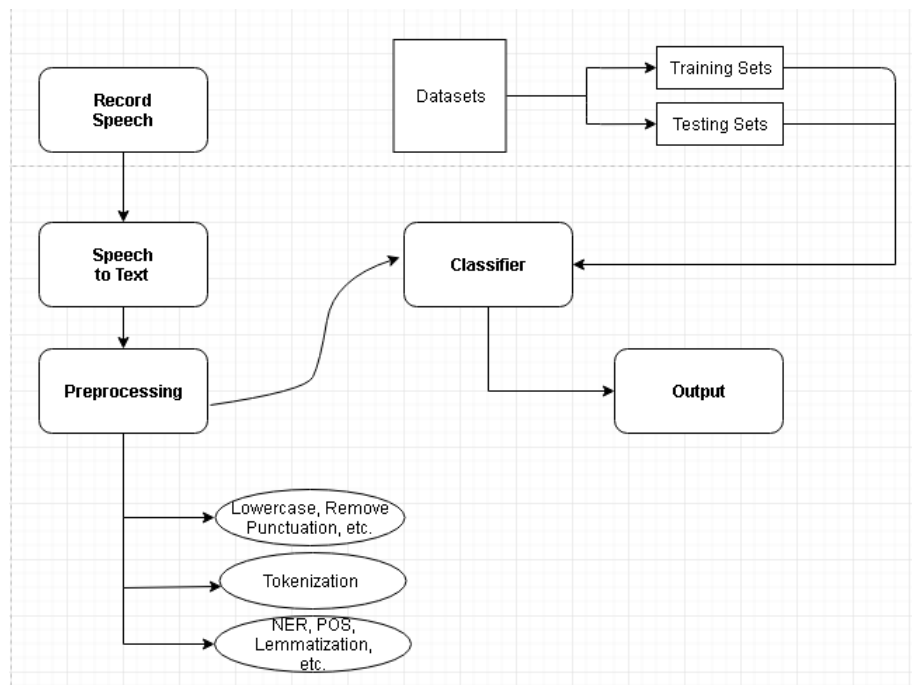 Record
Speech
Datasets
Training Sets
Testing Sets
Speech
to Text
Classifier
Preprocessing
Output
Lowercase, Remove
Punctuation, etc.
Tokenization
NER, POS,
Lemmatization,
etc.